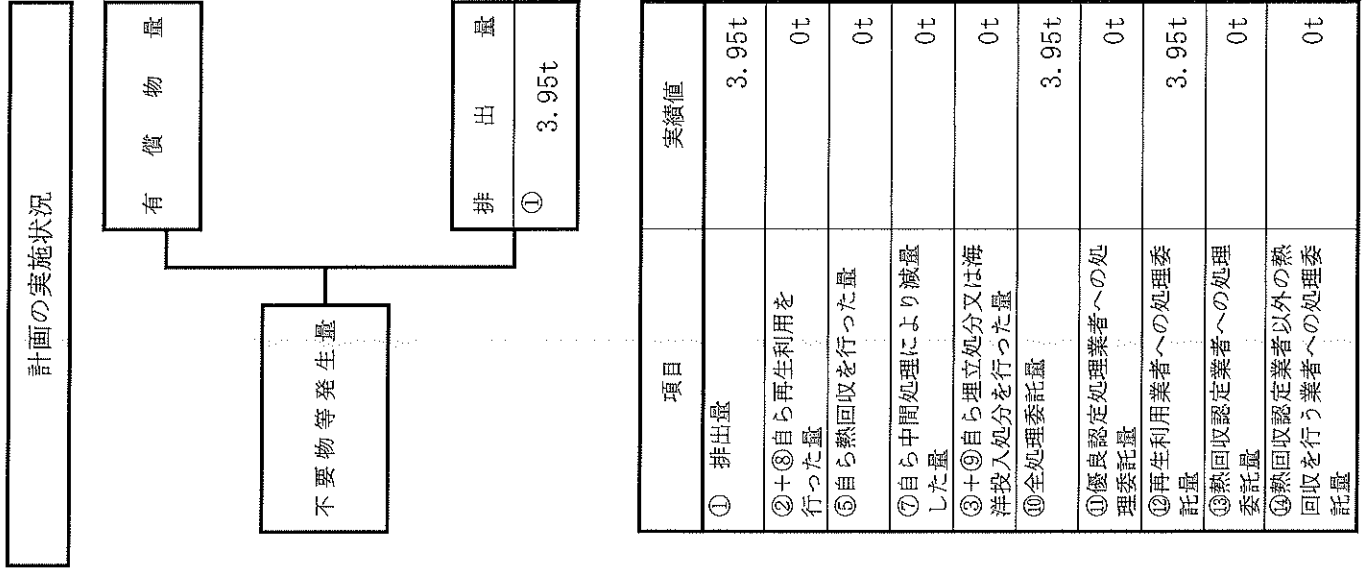 計画の実施状況
不要物等発生量
有償物量
排出量
① 3.95t
項目 実績値
① 排出量 3.95t
②+⑧自ら再生利用を
行った量 0t
⑤自ら熱回収を行った量 0t
⑦自ら中間処理により減量
した量 0t
③+⑨自ら埋立処分又は海
洋投入処分を行った量 0t
⑩全処理委託量 3.95t
⑪優良認定処理業者への処
理委託量 0t
⑫再生利用業者への処理委
託量 3.95t
⑬熱回収認定業者への処理
委託量 0t
⑭熱回収認定業者以外の熱
回収を行う業者への処理委
託量 0t